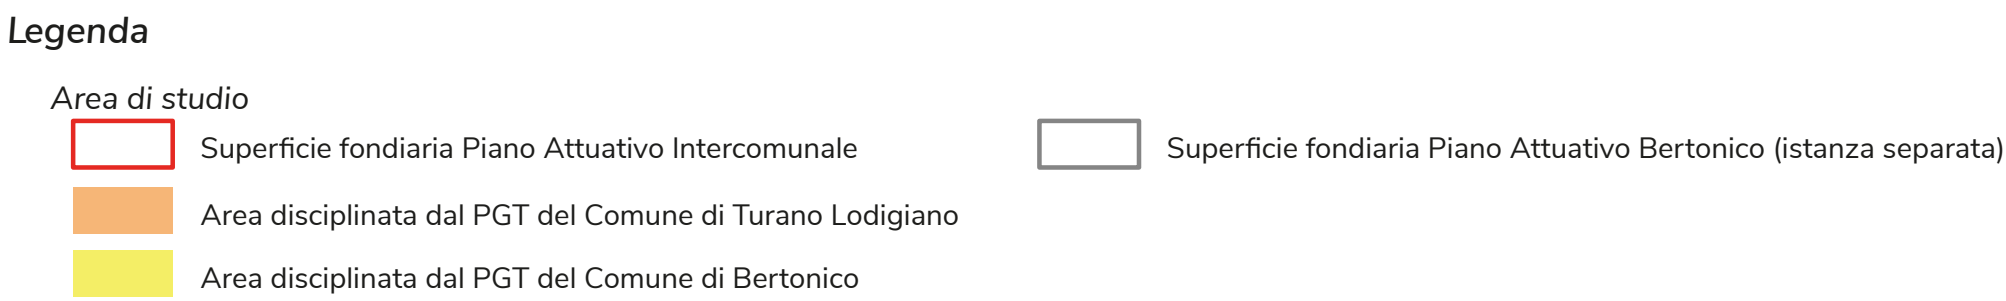 Legenda
Area di studio
Superficie fondiaria Piano Attuativo Intercomunale
Superficie fondiaria Piano Attuativo Bertonico (istanza separata)
Area disciplinata dal PGT del Comune di Turano Lodigiano
Area disciplinata dal PGT del Comune di Bertonico